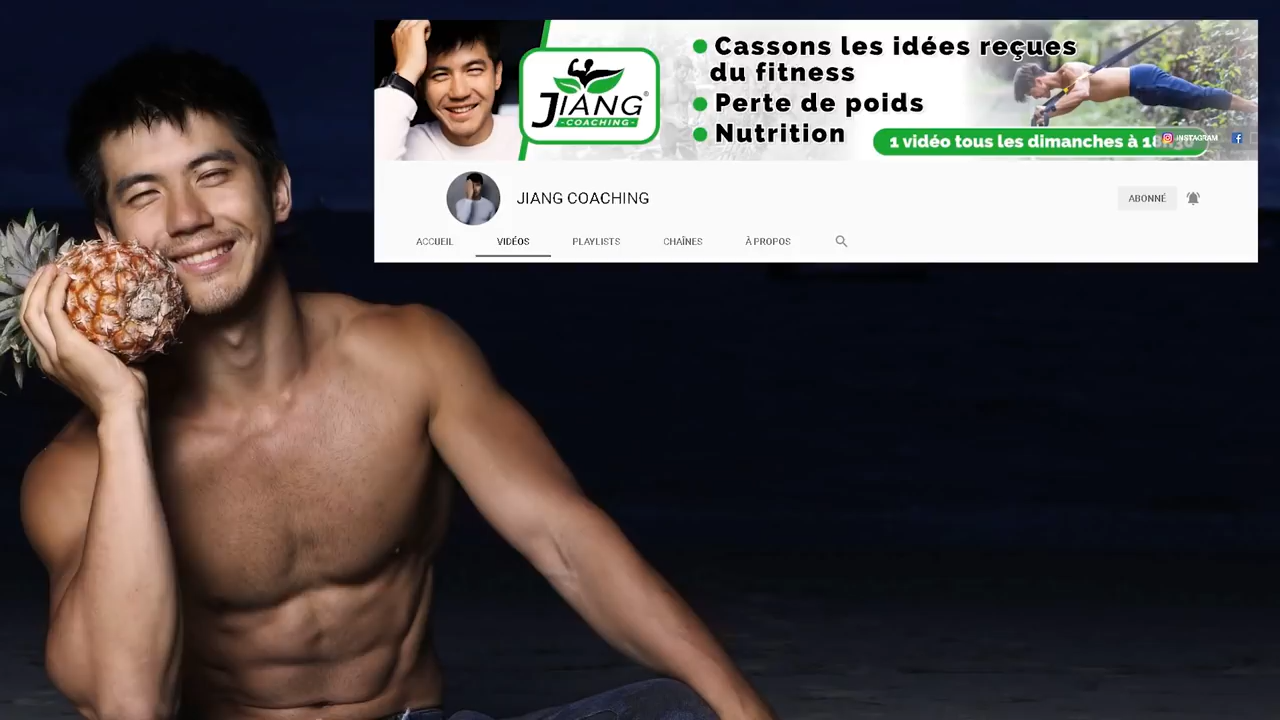 Cassons les idées reçues
du fitness
Perte de poids
Nutrition
JIANG®
-COACHING-
1 vidéo tous les dimanches à
INSTAGRAM
JIANG COACHING
ABONNÉ
ACCUEIL
VIDÉOS
PLAYLISTS
CHAÎNES
À PROPOS